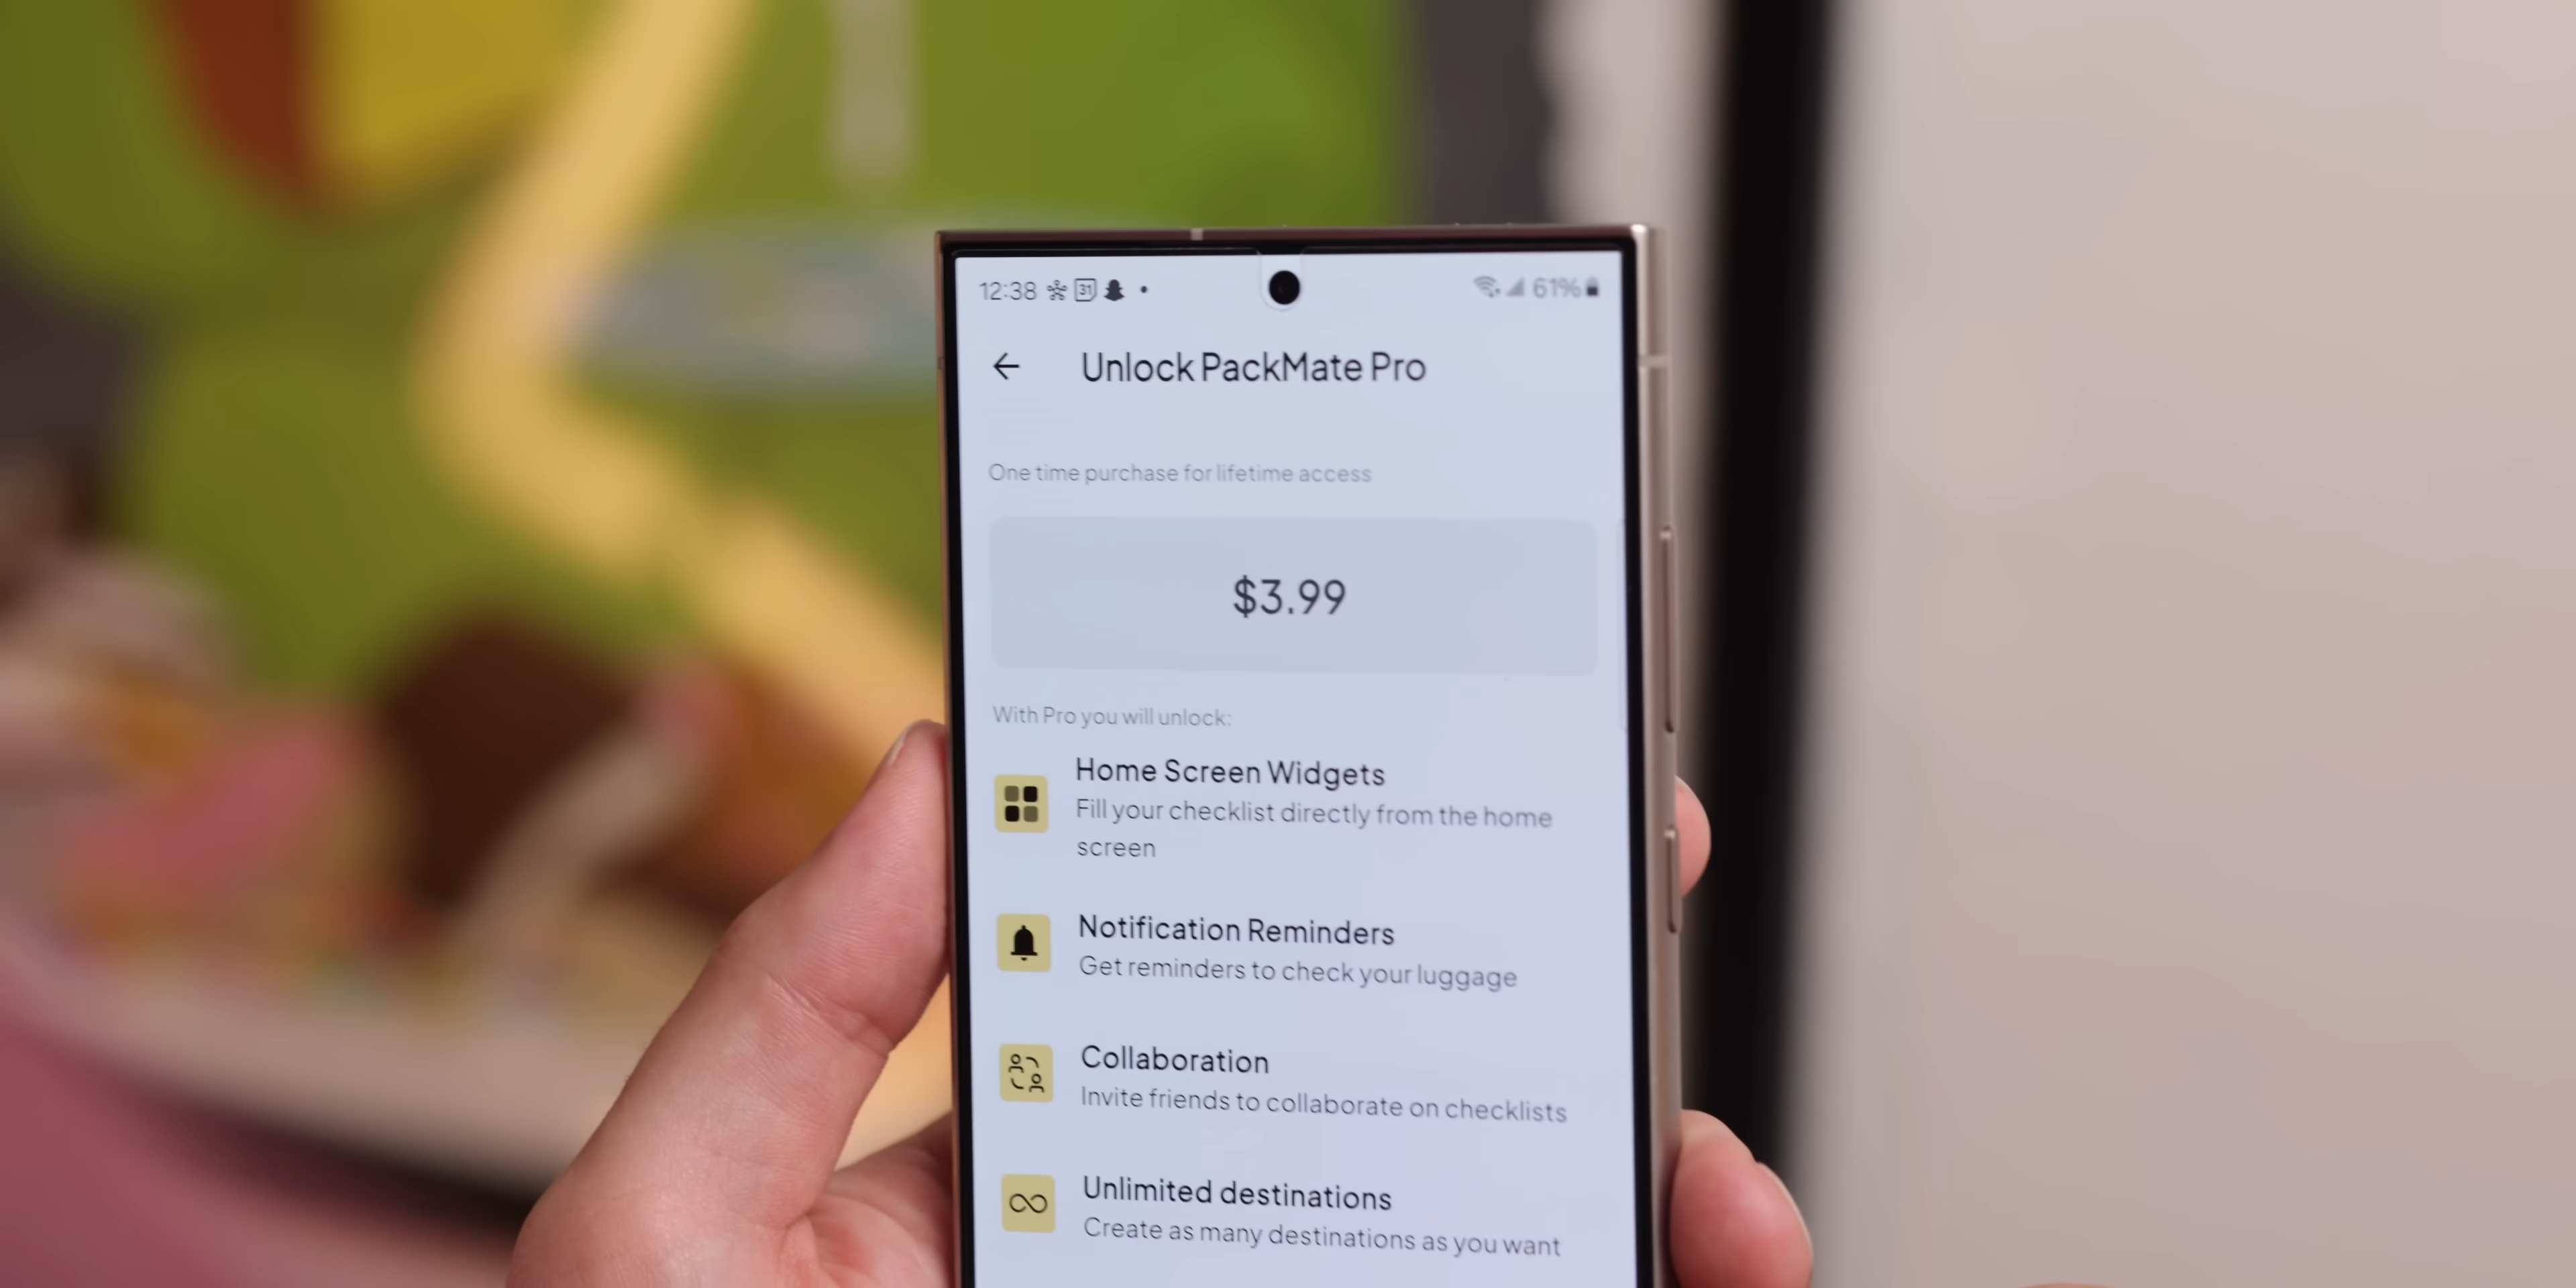 12:38 31 61%
Unlock PackMate Pro
One time purchase for lifetime access
$3.99
With Pro you will unlock:
Home Screen Widgets
Fill your checklist directly from the home
screen
Notification Reminders
Get reminders to check your luggage
Collaboration
Invite friends to collaborate on checklists
Unlimited destinations
Create as many destinations as you want